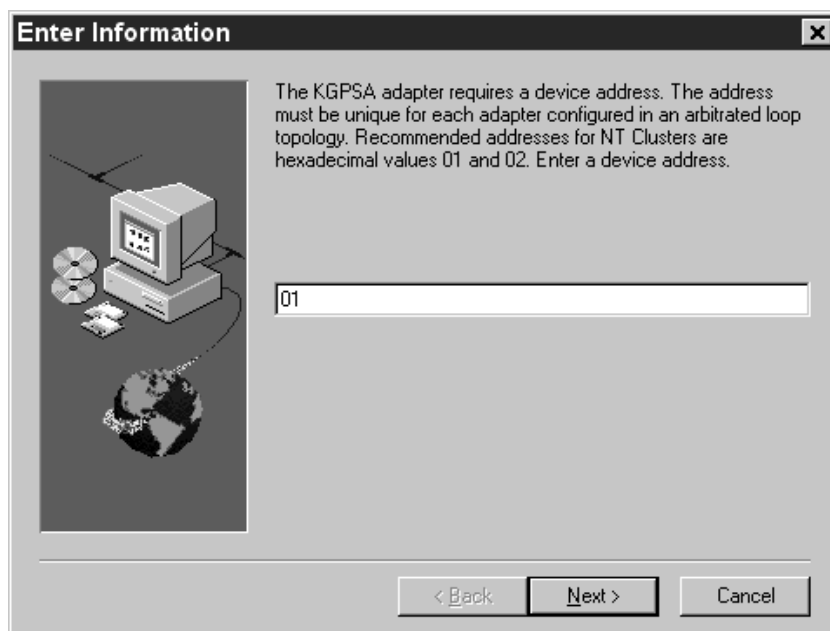 Enter Information
The KGPSA adapter requires a device address. The address
must be unique for each adapter configured in an arbitrated loop
topology. Recommended addresses for NT Clusters are
hexadecimal values 01 and 02. Enter a device address.
01
< Back
Next >
Cancel